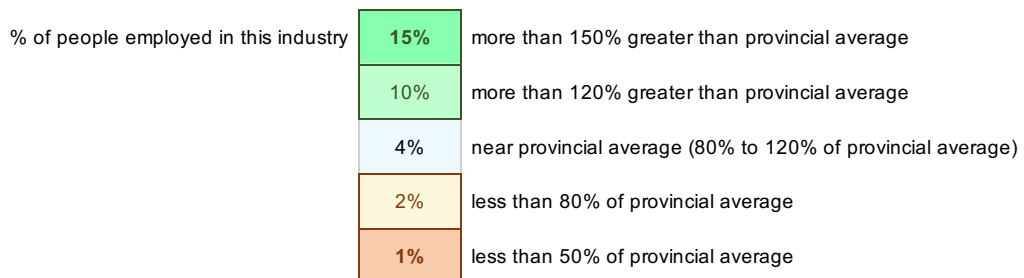 % of people employed in this industry 15% more than 150% greater than provincial average
10% more than 120% greater than provincial average
4% near provincial average (80% to 120% of provincial average)
2% less than 80% of provincial average
1% less than 50% of provincial average